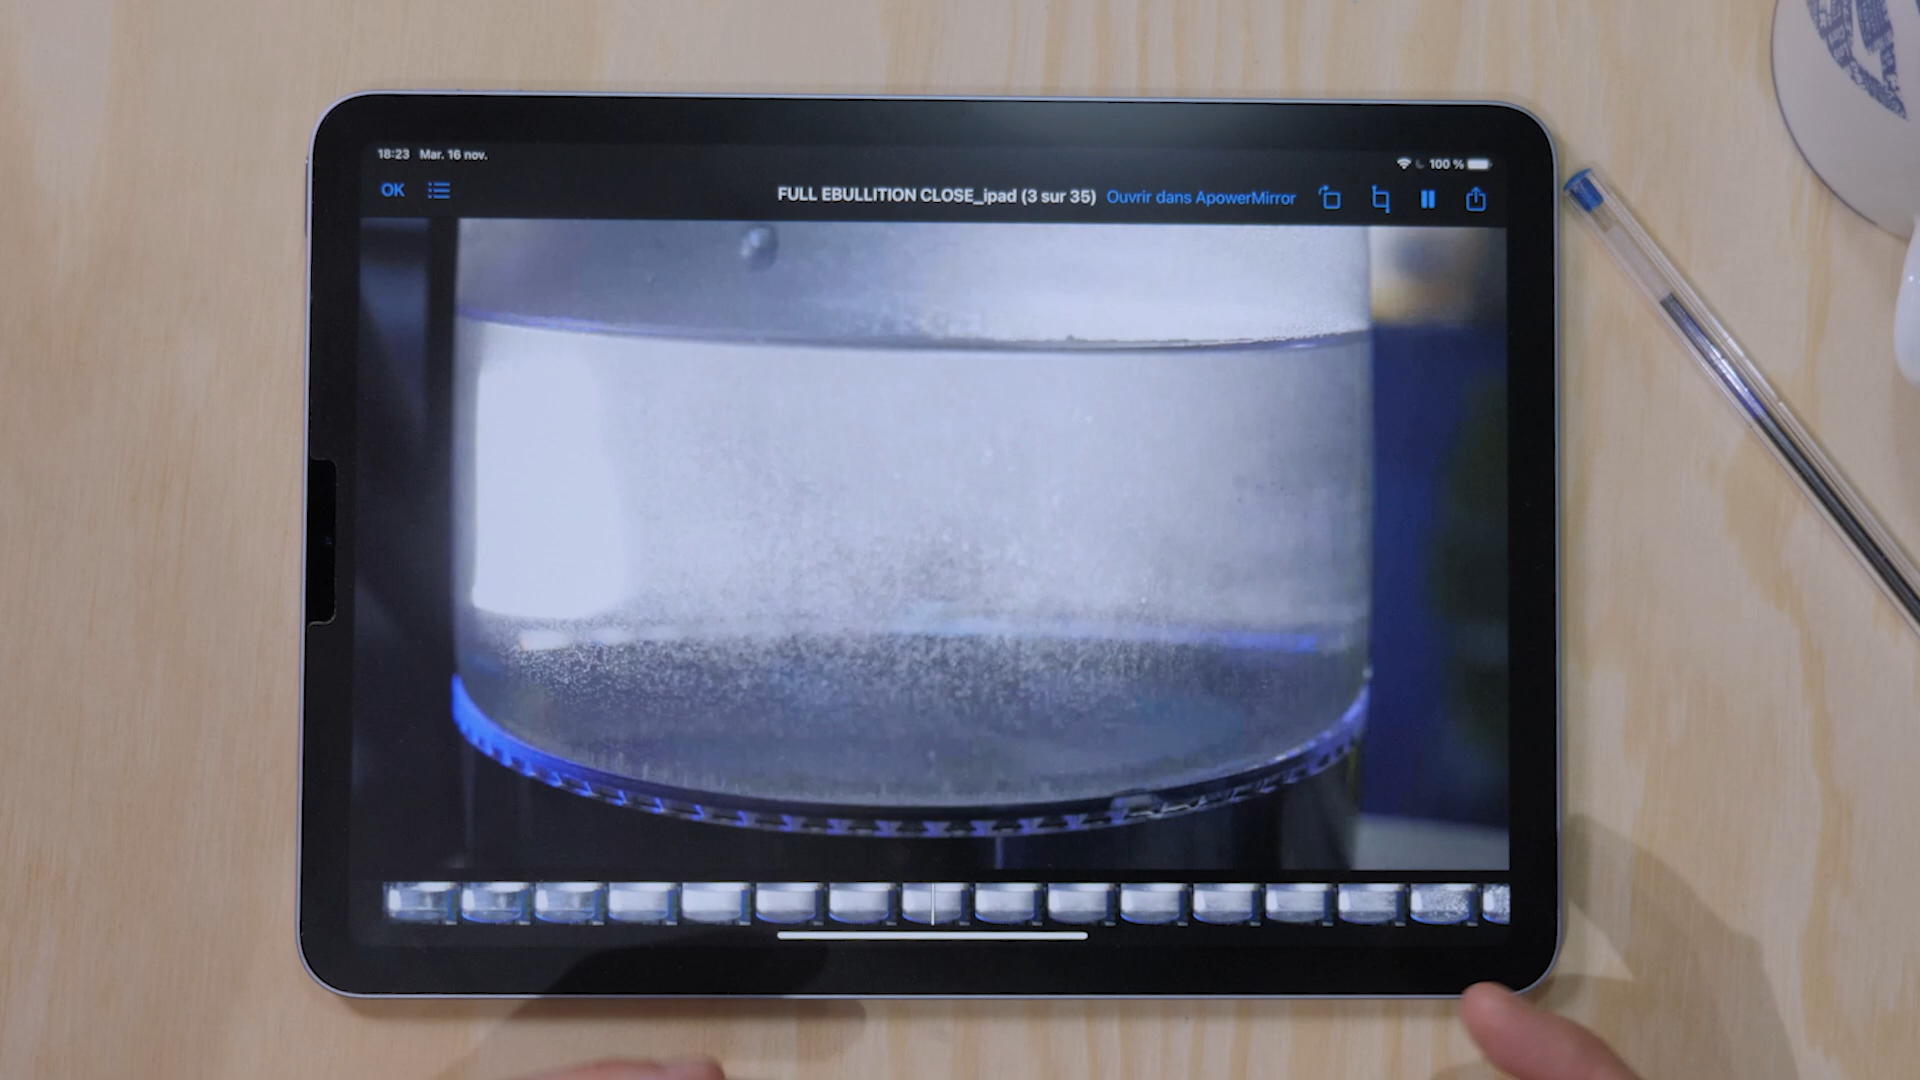 18:23 Mar. 16 nov.
100 %
OK
FULL EBULLITION CLOSE_ipad (3 sur 35)
Ouvrir dans ApowerMirror